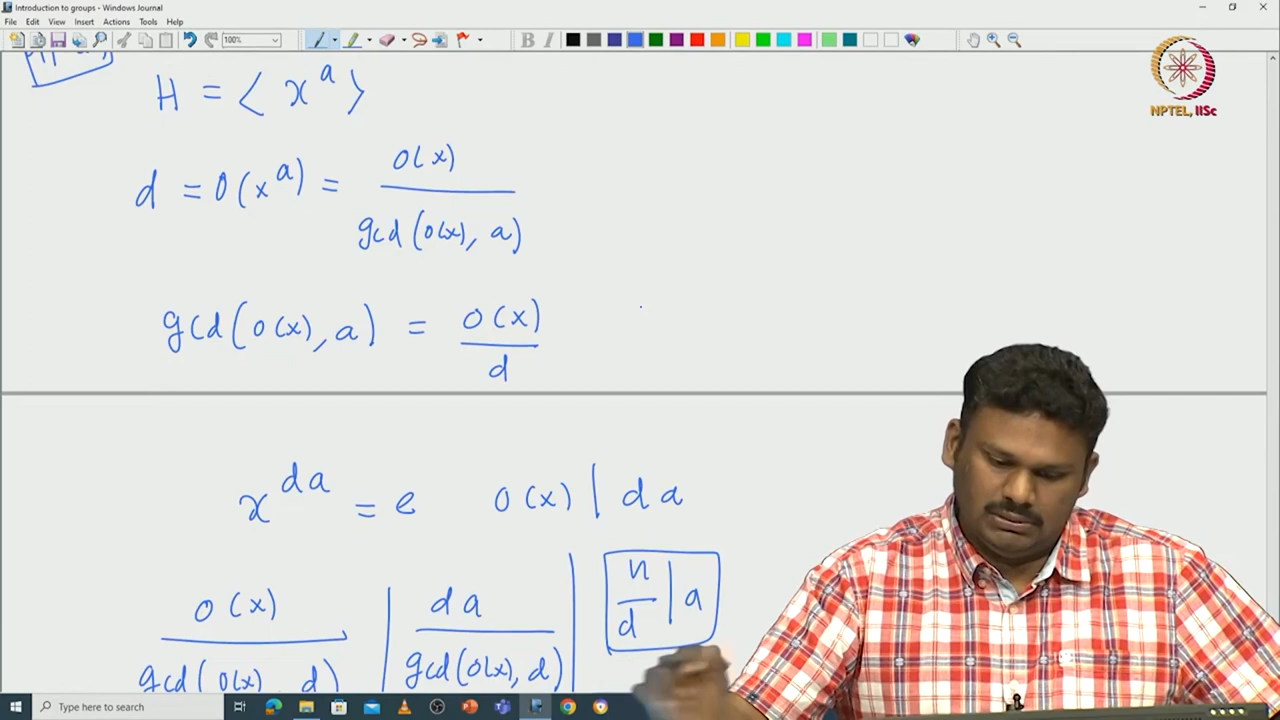 Introduction to groups - Windows Journal
File Edit View Insert Actions Tools Help
100%
B I
NPTEL, IISc
H = ⟨ x^a ⟩
d = O(x^a) = O(x) / gcd(O(x), a)
gcd(O(x), a) = O(x) / d
x^{da} = e O(x) | da
O(x) / gcd(O(x), d) | da / gcd(O(x), d) | n/d | a
Type here to search